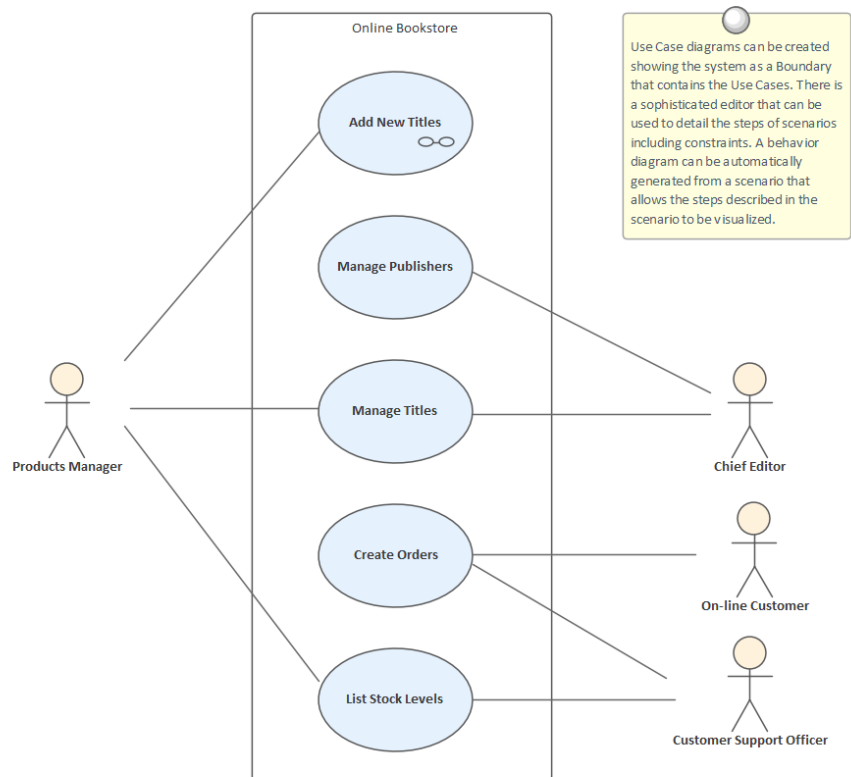 Online Bookstore
Use Case diagrams can be created
showing the system as a Boundary
that contains the Use Cases. There is
a sophisticated editor that can be
used to detail the steps of scenarios
including constraints. A behavior
diagram can be automatically
generated from a scenario that
allows the steps described in the
scenario to be visualized.
Add New Titles
Manage Publishers
Manage Titles
Products Manager
Chief Editor
Create Orders
On-line Customer
List Stock Levels
Customer Support Officer